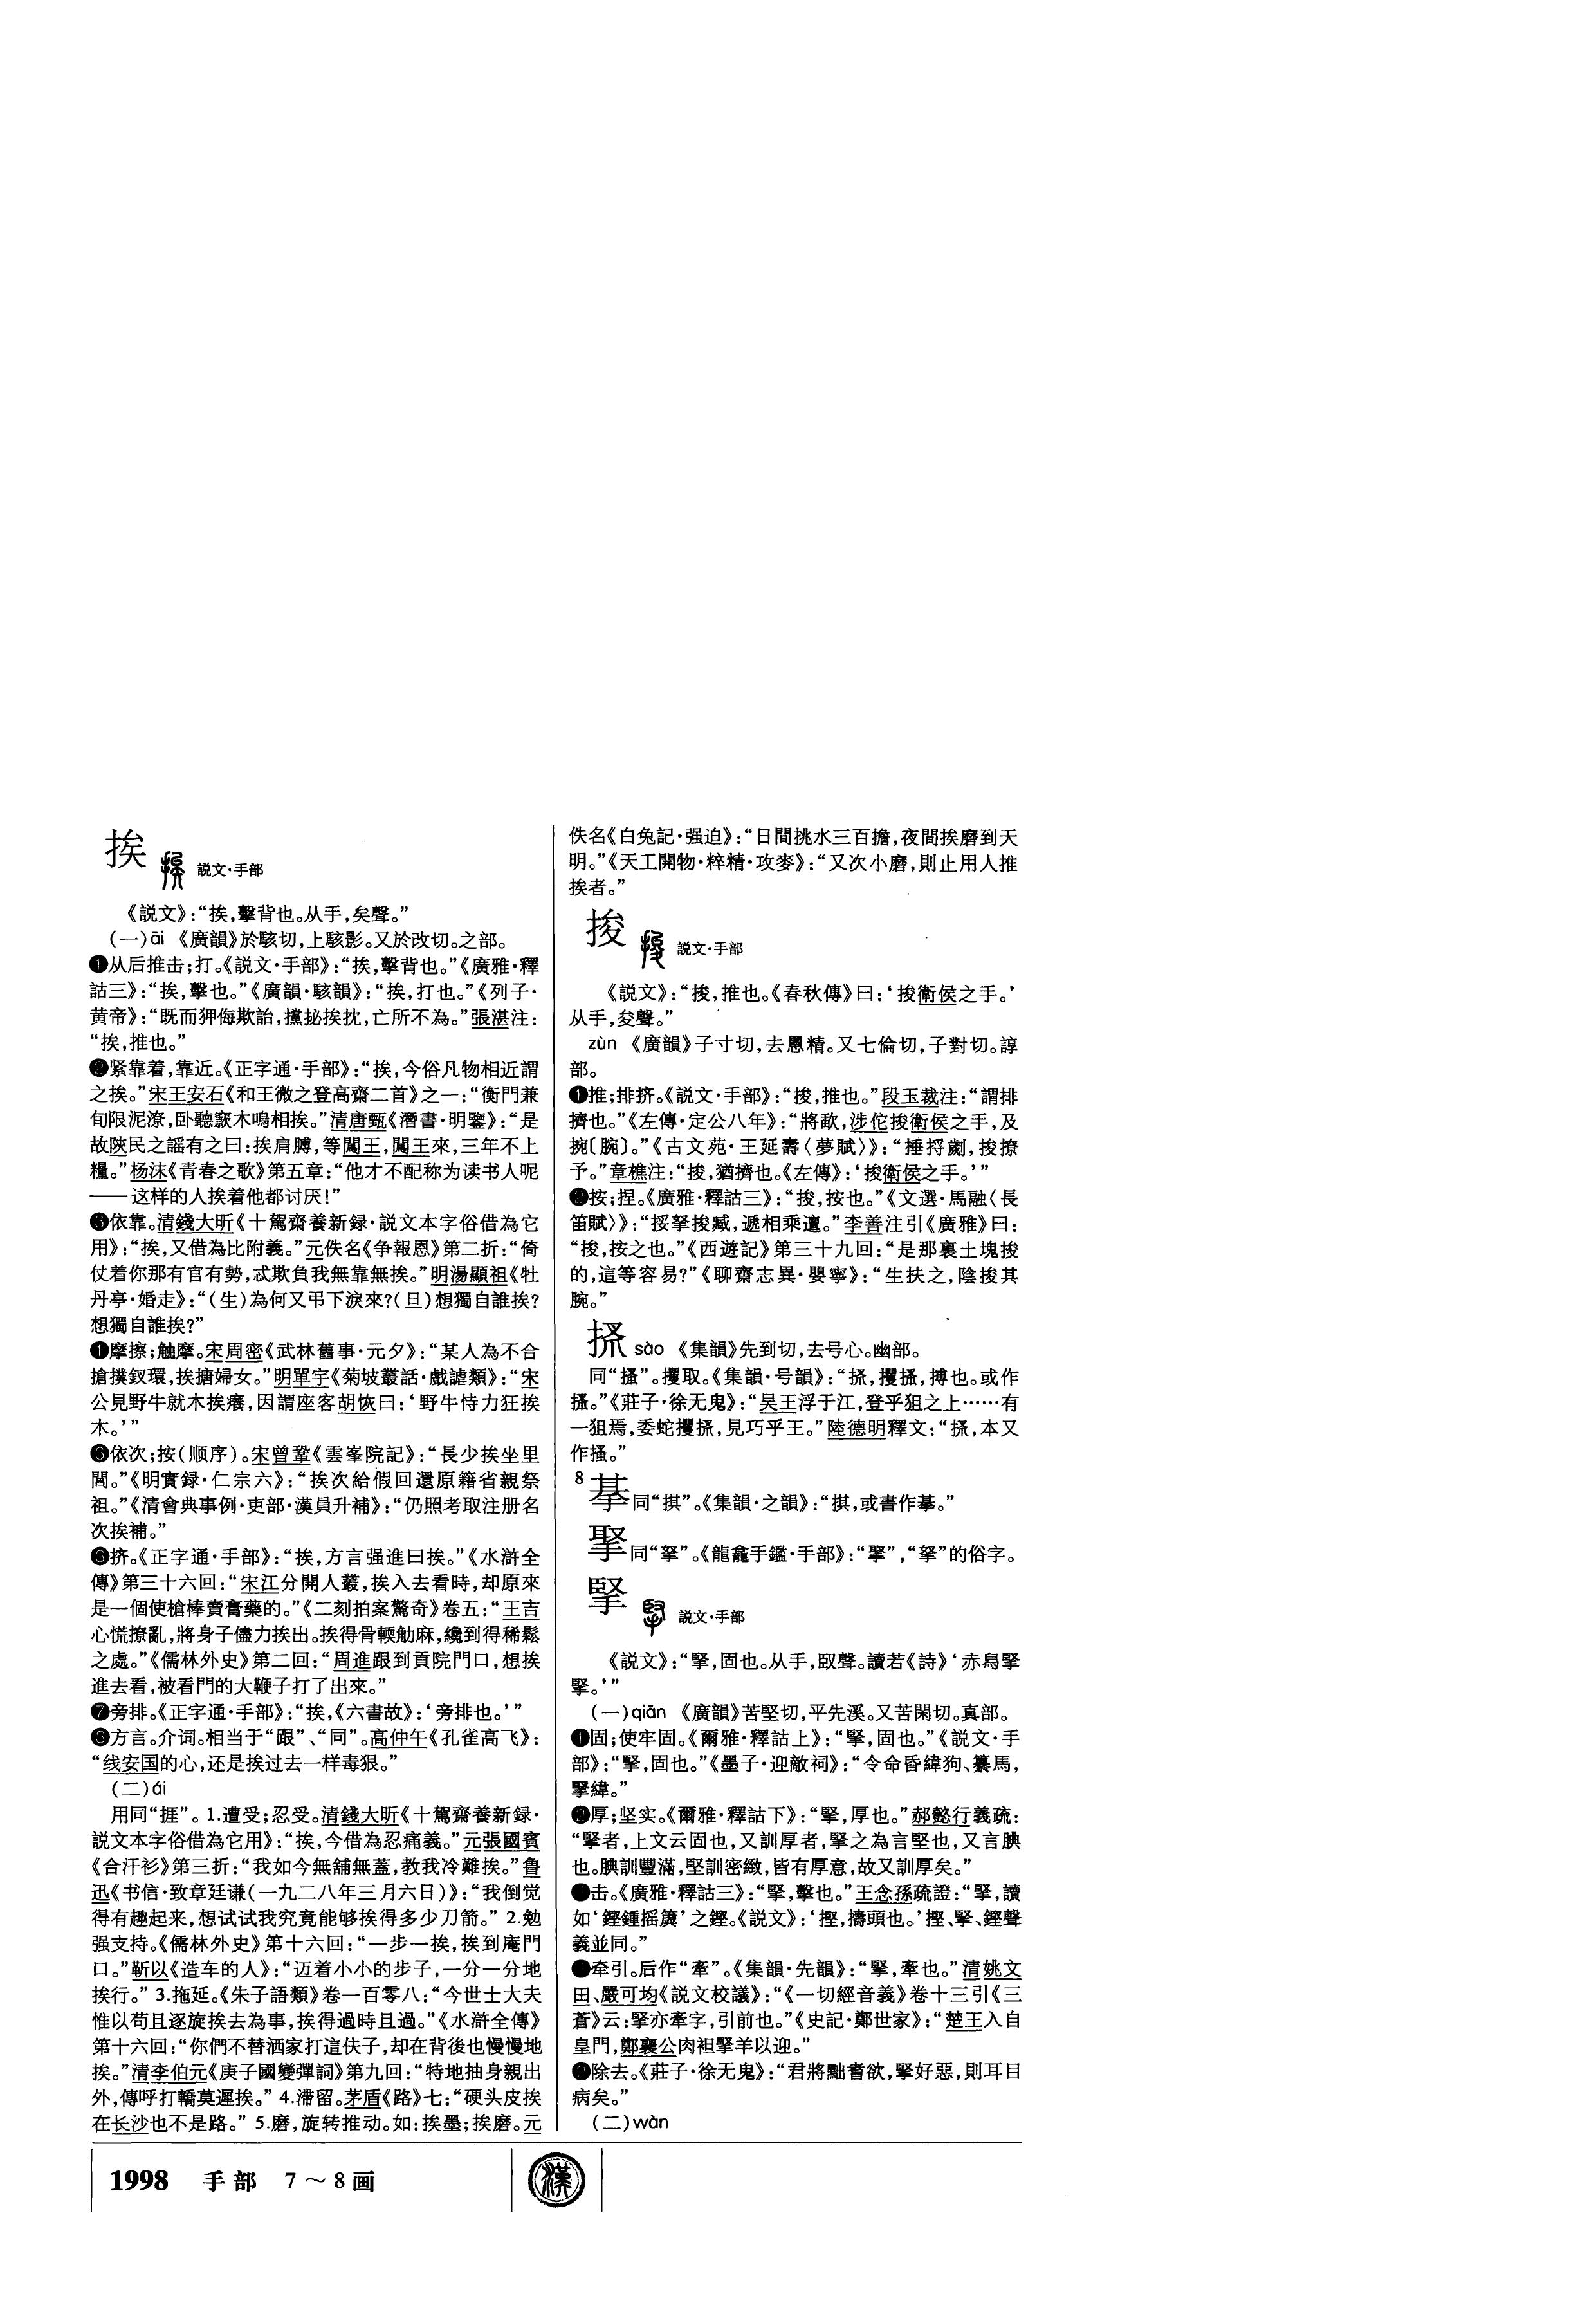 挨
説文·手部
《説文》：“挨，擊背也。从手，矣聲。”
（一）āi 《廣韻》於駭切，上駭影。又於改切。之部。
❶从后推击；打。《説文·手部》：“挨，擊背也。”《廣雅·釋
詁三》：“挨，擊也。”《廣韻·駭韻》：“挨，打也。”《列子·
黄帝》：“既而狎侮欺詒，攩㧙挨抌，亡所不為。”張湛注：
“挨，推也。”
❷紧靠着，靠近。《正字通·手部》：“挨，今俗凡物相近謂
之挨。”宋王安石《和王微之登高齋二首》之一：“衡門兼
旬限泥潦，卧聽窾木鳴相挨。”清唐甄《潛書·明鑒》：“是
故陝民之謡有之曰：挨肩膊，等闖王，闖王來，三年不上
糧。”杨沫《青春之歌》第五章：“他才不配称为读书人呢
——这样的人挨着他都讨厌！”
依靠。清錢大昕《十駕齋養新録·説文本字俗借為它
用》：“挨，又借為比附義。”元佚名《争報恩》第二折：“倚
仗着你那有官有勢，忒欺負我無靠無挨。”明湯顯祖《牡
丹亭·婚走》：“（生）為何又弔下淚來？（旦）想獨自誰挨？
想獨自誰挨？”
摩擦；触摩。宋周密《武林舊事·元夕》：“某人為不合
搶撲釵環，挨搪婦女。”明單宇《菊坡叢話·戲謔類》：“宋
公見野牛就木挨癢，因謂座客胡恢曰：‘野牛恃力狂挨
木。’”
依次；按（顺序）。宋曾鞏《雲峯院記》：“長少挨坐里
閭。”《明實録·仁宗六》：“挨次給假回還原籍省親祭
祖。”《清會典事例·吏部·漢員升補》：“仍照考取注册名
次挨補。”
挤。《正字通·手部》：“挨，方言强進曰挨。”《水滸全
傳》第三十六回：“宋江分開人叢，挨入去看時，却原來
是一個使槍棒賣膏藥的。”《二刻拍案驚奇》卷五：“王吉
心慌撩亂，將身子儘力挨出。挨得骨輭觔麻，纔到得稀鬆
之處。”《儒林外史》第二回：“周進跟到貢院門口，想挨
進去看，被看門的大鞭子打了出來。”
❼旁排。《正字通·手部》：“挨，《六書故》：‘旁排也。’”
方言。介词。相当于“跟”、“同”。高仲午《孔雀高飞》：
“线安国的心，还是挨过去一样毒狠。”
（二）ái
用同“捱”。1.遭受；忍受。清錢大昕《十駕齋養新録·
説文本字俗借為它用》：“挨，今借為忍痛義。”元張國賓
《合汗衫》第三折：“我如今無舖無蓋，教我冷難挨。”鲁
迅《书信·致章廷谦（一九二八年三月六日）》：“我倒觉
得有趣起来，想试试我究竟能够挨得多少刀箭。” 2.勉
强支持。《儒林外史》第十六回：“一步一挨，挨到庵門
口。”靳以《造车的人》：“迈着小小的步子，一分一分地
挨行。” 3.拖延。《朱子語類》卷一百零八：“今世士大夫
惟以苟且逐旋挨去為事，挨得過時且過。”《水滸全傳》
第十六回：“你們不替洒家打這伕子，却在背後也慢慢地
挨。”清李伯元《庚子國變彈詞》第九回：“特地抽身親出
外，傳呼打轎莫遲挨。” 4.滞留。茅盾《路》七：“硬头皮挨
在长沙也不是路。” 5.磨，旋转推动。如：挨墨；挨磨。元
佚名《白兔記·强迫》：“日間挑水三百擔，夜間挨磨到天
明。”《天工開物·粹精·攻麥》：“又次小磨，則止用人推
挨者。”
捘
説文·手部
《説文》：“捘，推也。《春秋傳》曰：‘捘衛侯之手。’
从手，夋聲。”
zùn 《廣韻》子寸切，去慁精。又七倫切，子對切。諄
部。
❶推；排挤。《説文·手部》：“捘，推也。”段玉裁注：“謂排
擠也。”《左傳·定公八年》：“將歃，涉佗捘衛侯之手，及
捥〔腕〕。”《古文苑·王延壽〈夢賦〉》：“捶捋劌，捘撩
予。”章樵注：“捘，猶擠也。《左傳》：‘捘衛侯之手。’”
❷按；捏。《廣雅·釋詁三》：“捘，按也。”《文選·馬融〈長
笛賦〉》：“挼拏捘臧，遞相乘邅。”李善注引《廣雅》曰：
“捘，按之也。”《西遊記》第三十九回：“是那裏土塊捘
的，這等容易？”《聊齋志異·嬰寧》：“生扶之，陰捘其
腕。”
㧲 sào 《集韻》先到切，去号心。幽部。
同“搔”。攫取。《集韻·号韻》：“㧲，攫搔，搏也。或作
搔。”《莊子·徐无鬼》：“吴王浮于江，登乎狙之上……有
一狙焉，委蛇攫㧲，見巧乎王。”陸德明釋文：“㧲，本又
作搔。”
8
㨔同“掑”。《集韻·之韻》：“掑，或書作㨔。”
同“掔”。《龍龕手鑑·手部》：“”，“掔”的俗字。
掔
説文·手部
《説文》：“掔，固也。从手，臤聲。讀若《詩》‘赤舄掔
掔。’”
（一）qiān 《廣韻》苦堅切，平先溪。又苦閑切。真部。
❶固；使牢固。《爾雅·釋詁上》：“掔，固也。”《説文·手
部》：“掔，固也。”《墨子·迎敵祠》：“令命昏緯狗、纂馬，
掔緯。”
❷厚；坚实。《爾雅·釋詁下》：“掔，厚也。”郝懿行義疏：
“掔者，上文云固也，又訓厚者，掔之為言堅也，又言腆
也。腆訓豐滿，堅訓密緻，皆有厚意，故又訓厚矣。”
击。《廣雅·釋詁三》：“掔，擊也。”王念孫疏證：“掔，讀
如‘鏗鍾摇簴’之鏗。《説文》：‘摼，擣頭也。’摼、掔、鏗聲
義並同。”
牵引。后作“牽”。《集韻·先韻》：“掔，牽也。”清姚文
田、嚴可均《説文校議》：“《一切經音義》卷十三引《三
蒼》云：掔亦牽字，引前也。”《史記·鄭世家》：“楚王入自
皇門，鄭襄公肉袒掔羊以迎。”
除去。《莊子·徐无鬼》：“君將黜耆欲，掔好惡，則耳目
病矣。”
（二）wàn
1998 手部 7～8画
漢